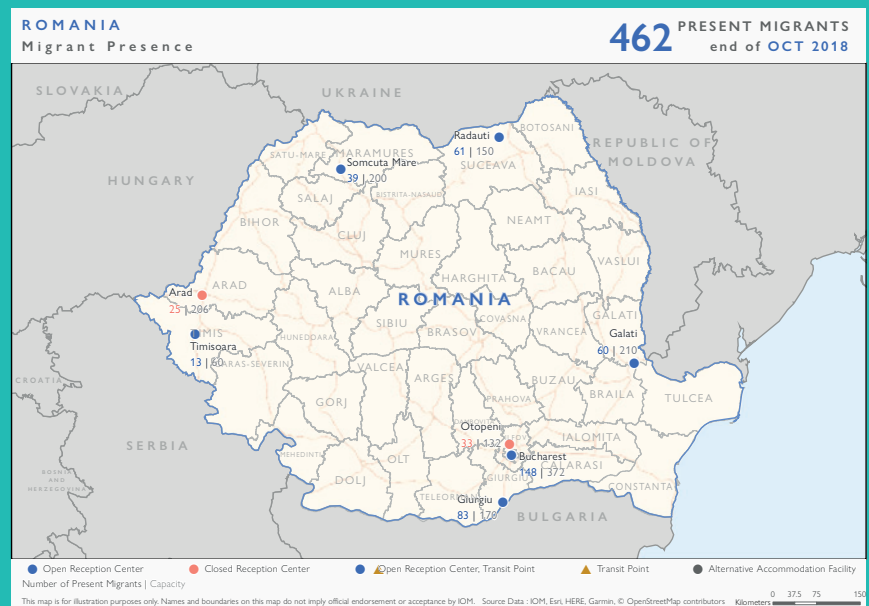 ROMANIA
Migrant Presence
462 PRESENT MIGRANTS
end of OCT 2018
SLOVAKIA
UKRAINE
HUNGARY
REPUBLIC OF
MOLDOVA
BOTOSANI
Radauti
61 | 150
SUCEAVA
SATU-MARE
MARAMURES
Somcuta Mare
39 | 200
BISTRITA-NASAUD
SALAJ
IASI
BIHOR
CLUJ
NEAMT
MURES
HARGHITA
BACAU
VASLUI
Arad
25 | 206
ARAD
ALBA
ROMANIA
COVASNA
SIBIU
BRASOV
VRANCEA
GALATI
Galati
60 | 210
TIMIS
Timisoara
13 | 50
CARAS-SEVERIN
HUNEDOARA
VALCEA
ARGES
PRAHOVA
BUZAU
BRAILA
TULCEA
CROATIA
GORJ
Otopeni
33 | 132
IALOMITA
Bucharest
148 | 372
CALARASI
SERBIA
MEHEDINTI
OLT
DOLJ
TELEORMAN
GIURGIU
Giurgiu
83 |
CONSTANTA
BOSNIA
AND
HERZEGOVINA
BULGARIA
Open Reception Center
Closed Reception Center
Open Reception Center, Transit Point
Transit Point
Alternative Accommodation Facility
Number of Present Migrants | Capacity
This map is for illustration purposes only. Names and boundaries on this map do not imply official endorsement or acceptance by IOM. Source Data : IOM, Esri, HERE, Garmin, © OpenStreetMap contributors
Kilometers
0 37.5 75 150